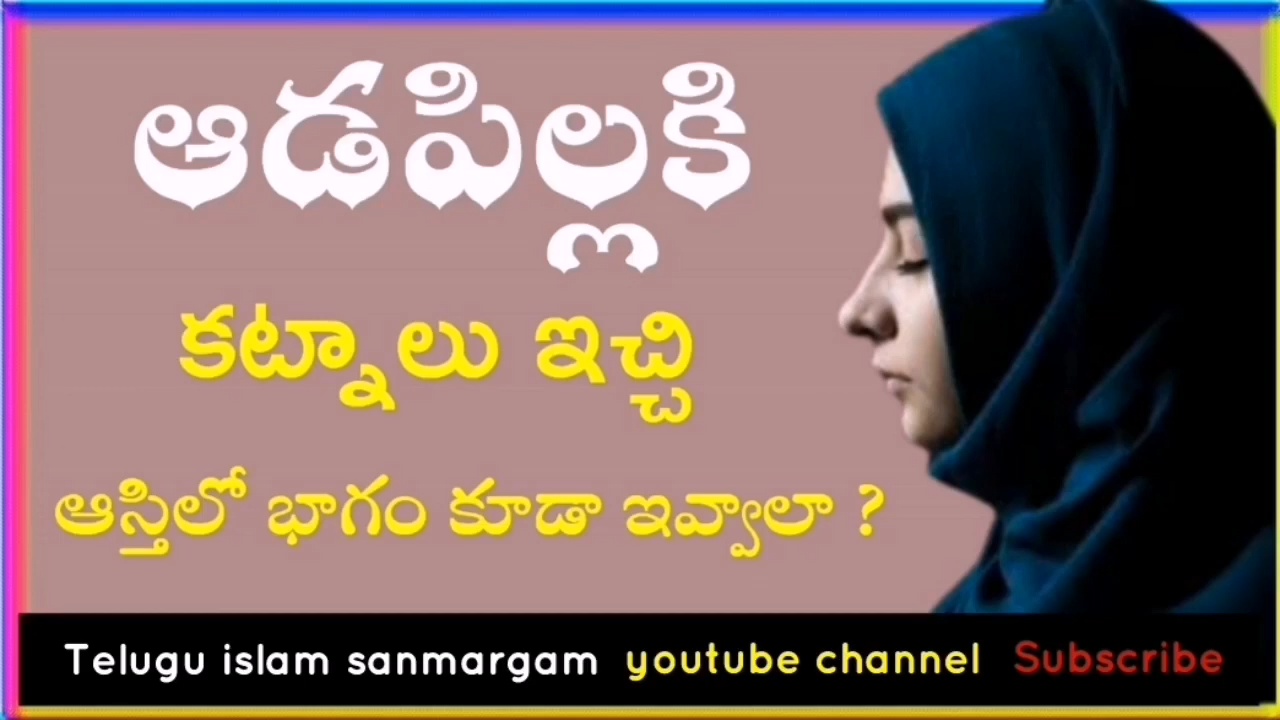 ఆడపిల్లకి
కట్నాలు ఇచ్చి
ఆస్తిలో భాగం కూడా ఇవ్వాలా ?
Telugu islam sanmargam youtube channel Subscribe